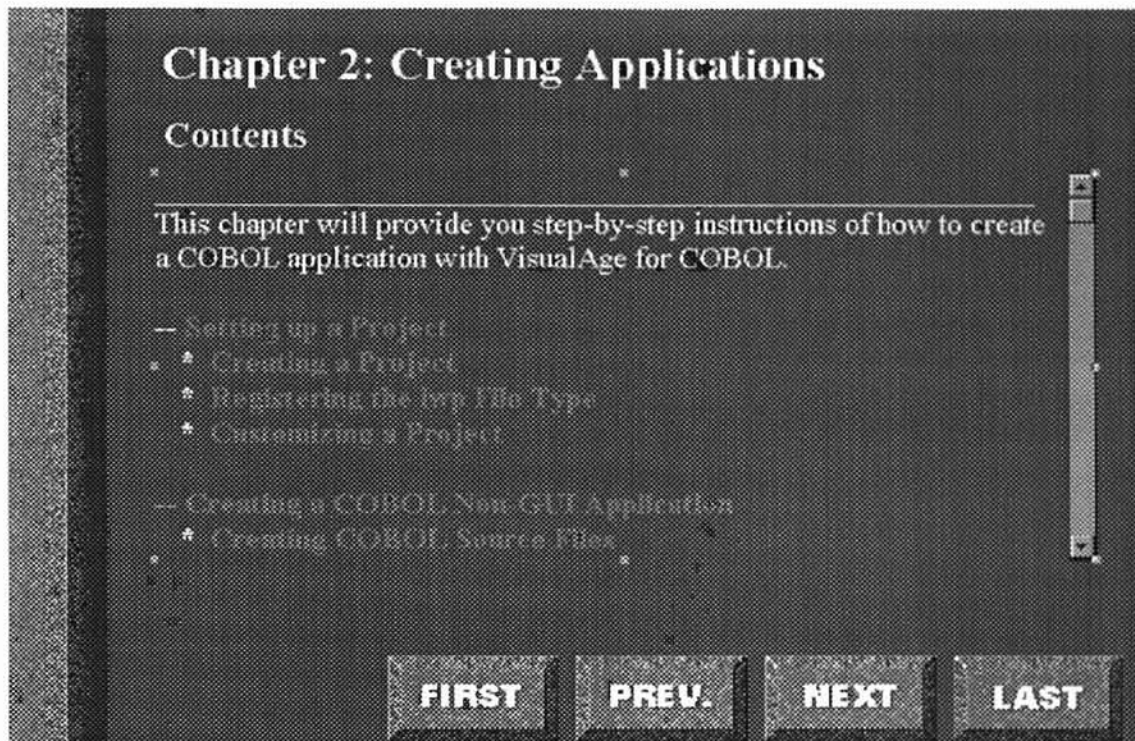 Chapter 2: Creating Applications
Contents
This chapter will provide you step-by-step instructions of how to create
a COBOL application with VisualAge for COBOL.
-- Setting up a Project
* Creating a Project
* Registering the iwp File Type
* Customizing a Project
-- Creating a COBOL Non-GUI Application
* Creating COBOL Source Files
FIRST PREV. NEXT LAST